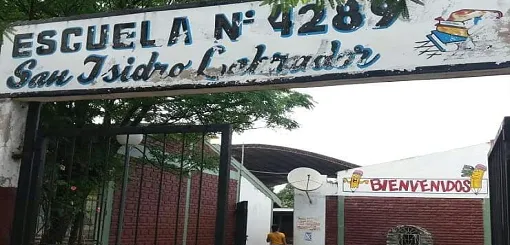 ESCUELA Nº 4289
San Isidro Labrador
BIENVENIDOS